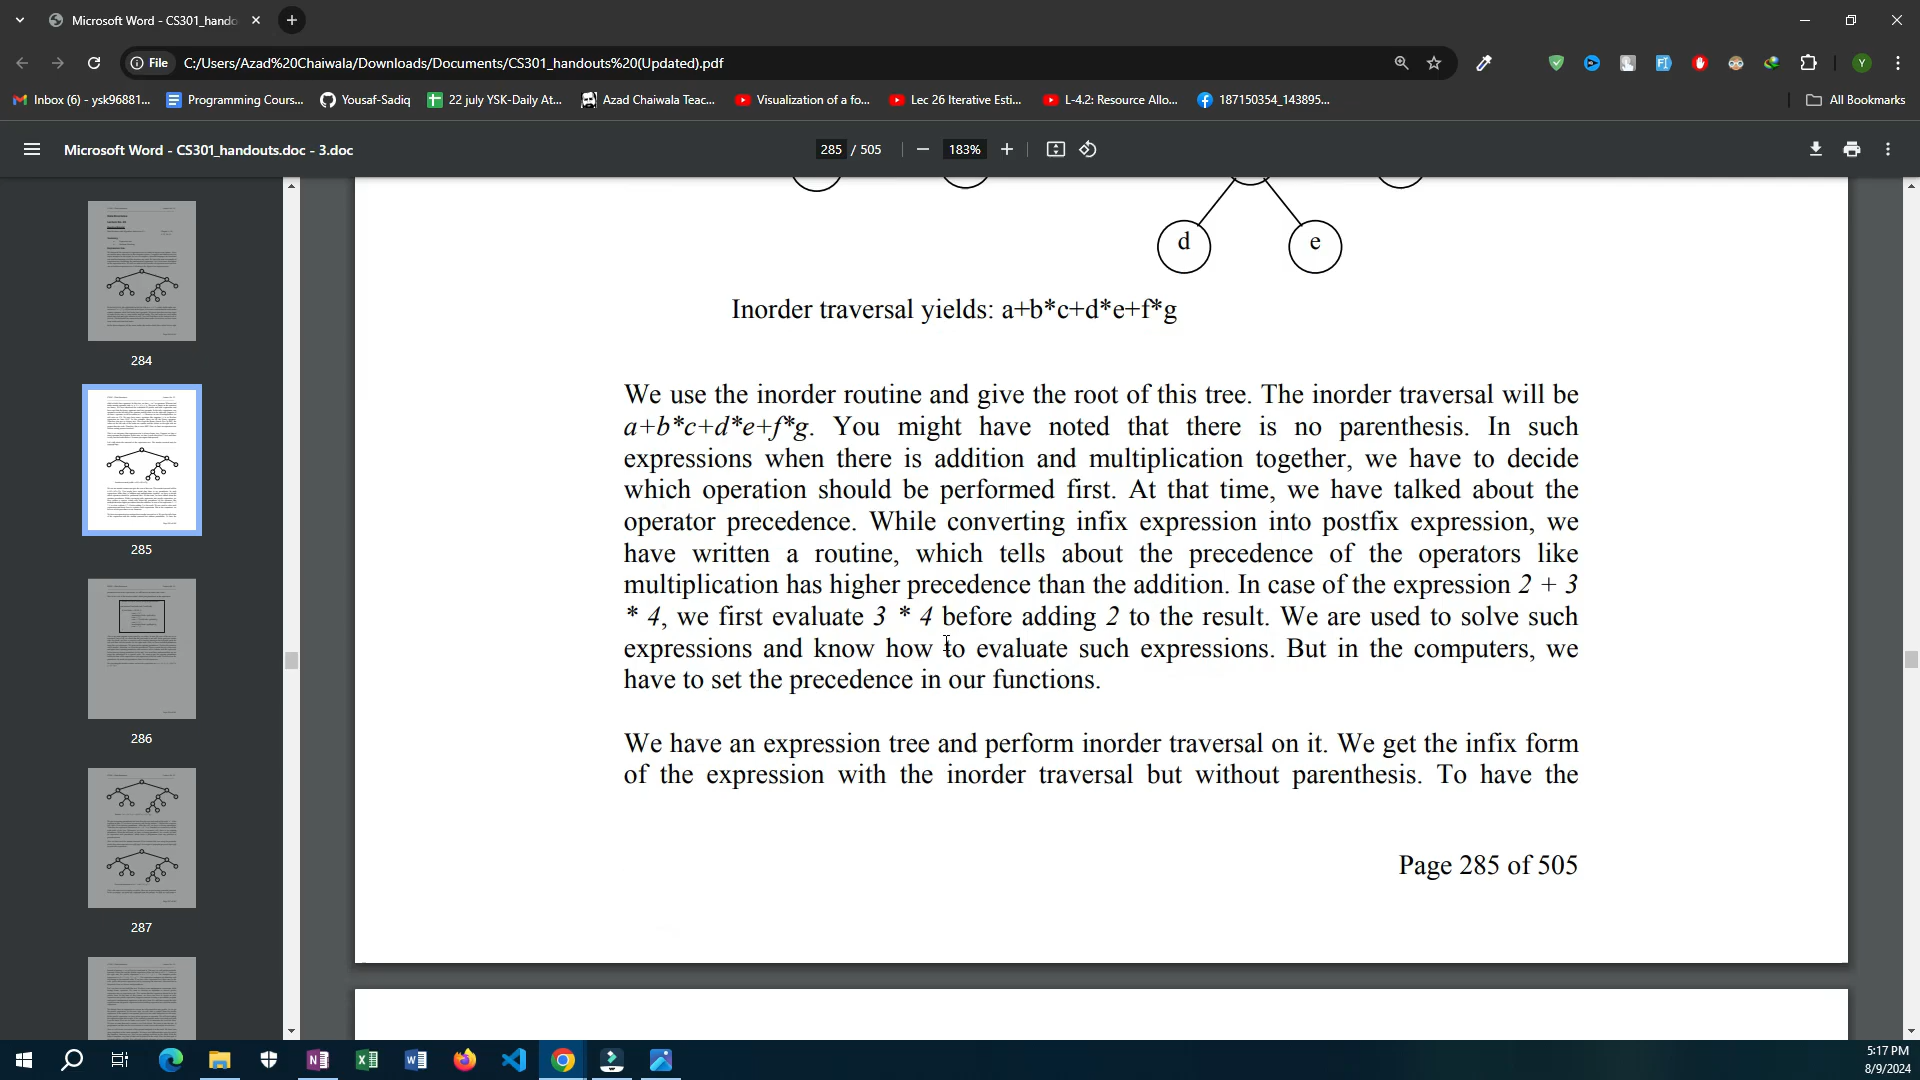 Microsoft Word - CS301_hando
File
C:/Users/Azad%20Chaiwala/Downloads/Documents/CS301_handouts%20(Updated).pdf
Y
Inbox (6) - ysk96881...
Programming Cours...
Yousaf-Sadiq
22 july YSK-Daily At...
Azad Chaiwala Teac...
Visualization of a fo...
Lec 26 Iterative Esti...
L-4.2: Resource Allo...
187150354_143895...
All Bookmarks
Microsoft Word - CS301_handouts.doc - 3.doc
285 / 505
183%
284
285
286
287
d
e
Inorder traversal yields: a+b*c+d*e+f*g
We use the inorder routine and give the root of this tree. The inorder traversal will be
a+b*c+d*e+f*g. You might have noted that there is no parenthesis. In such
expressions when there is addition and multiplication together, we have to decide
which operation should be performed first. At that time, we have talked about the
operator precedence. While converting infix expression into postfix expression, we
have written a routine, which tells about the precedence of the operators like
multiplication has higher precedence than the addition. In case of the expression 2 + 3
* 4, we first evaluate 3 * 4 before adding 2 to the result. We are used to solve such
expressions and know how to evaluate such expressions. But in the computers, we
have to set the precedence in our functions.
We have an expression tree and perform inorder traversal on it. We get the infix form
of the expression with the inorder traversal but without parenthesis. To have the
Page 285 of 505
5:17 PM
8/9/2024